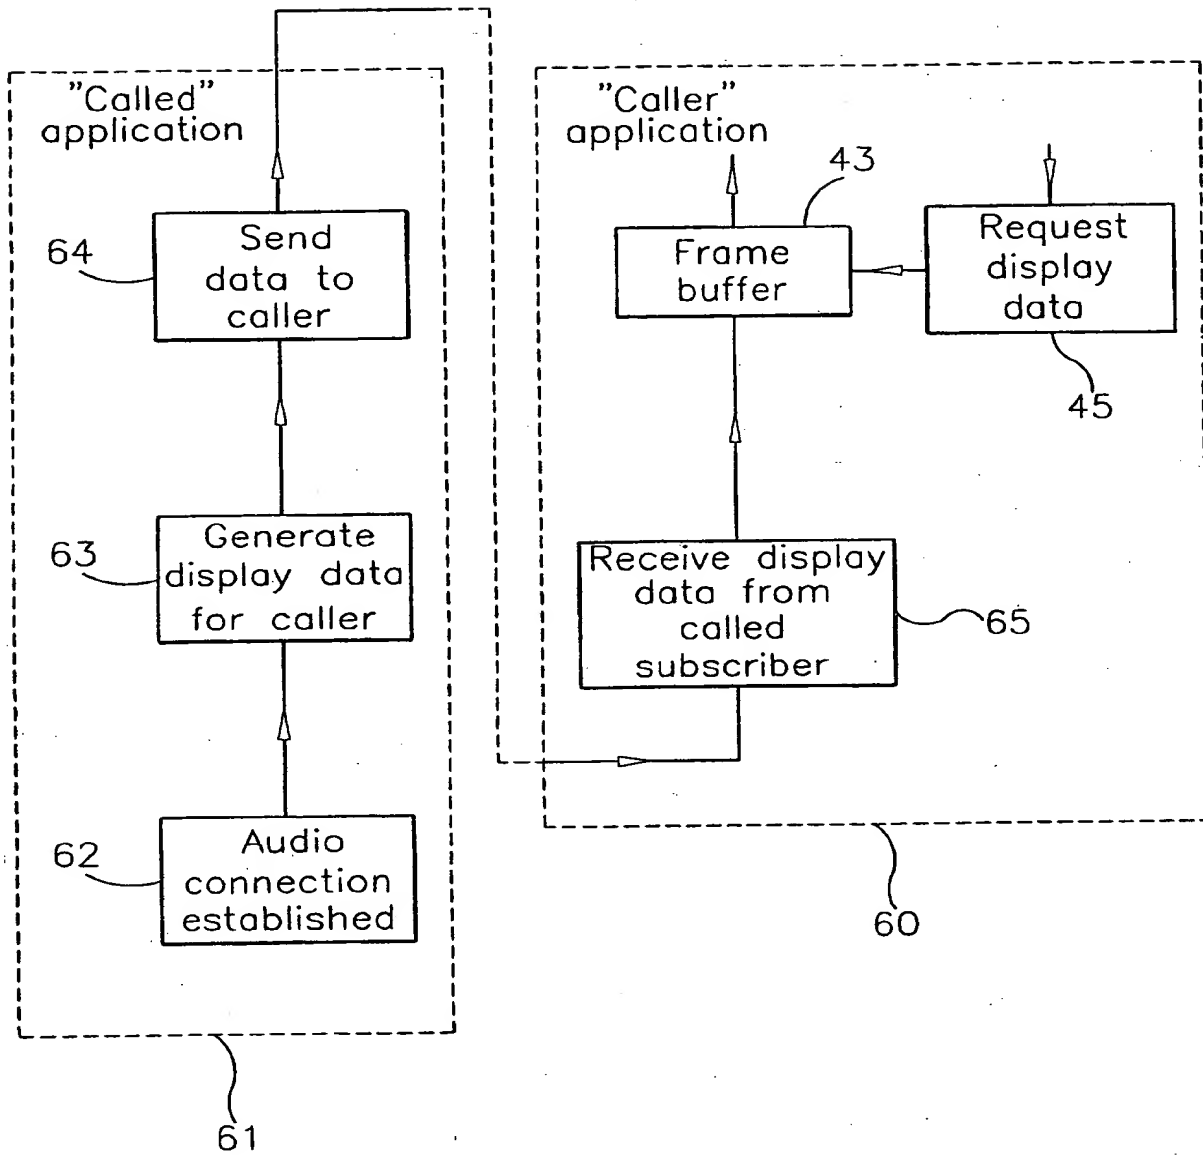 "Called"
application
64
Send
data to
caller
63
Generate
display data
for caller
62
Audio
connection
established
61
"Caller"
application
43
Frame
buffer
Request
display
data
45
Receive display
data from
called
subscriber
65
60